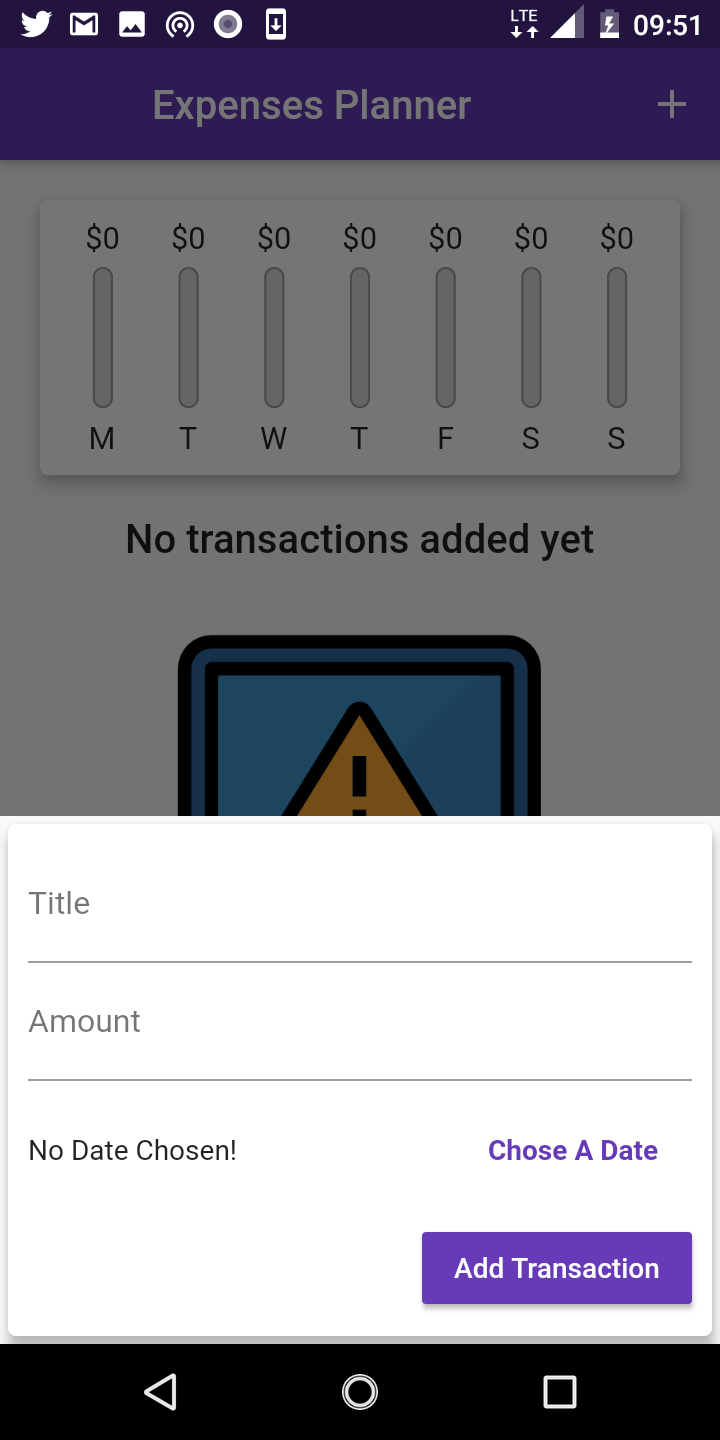 LTE 09:51
Expenses Planner +
$0 $0 $0 $0 $0 $0 $0
M T W T F S S
No transactions added yet
Title
Amount
No Date Chosen! Chose A Date
Add Transaction